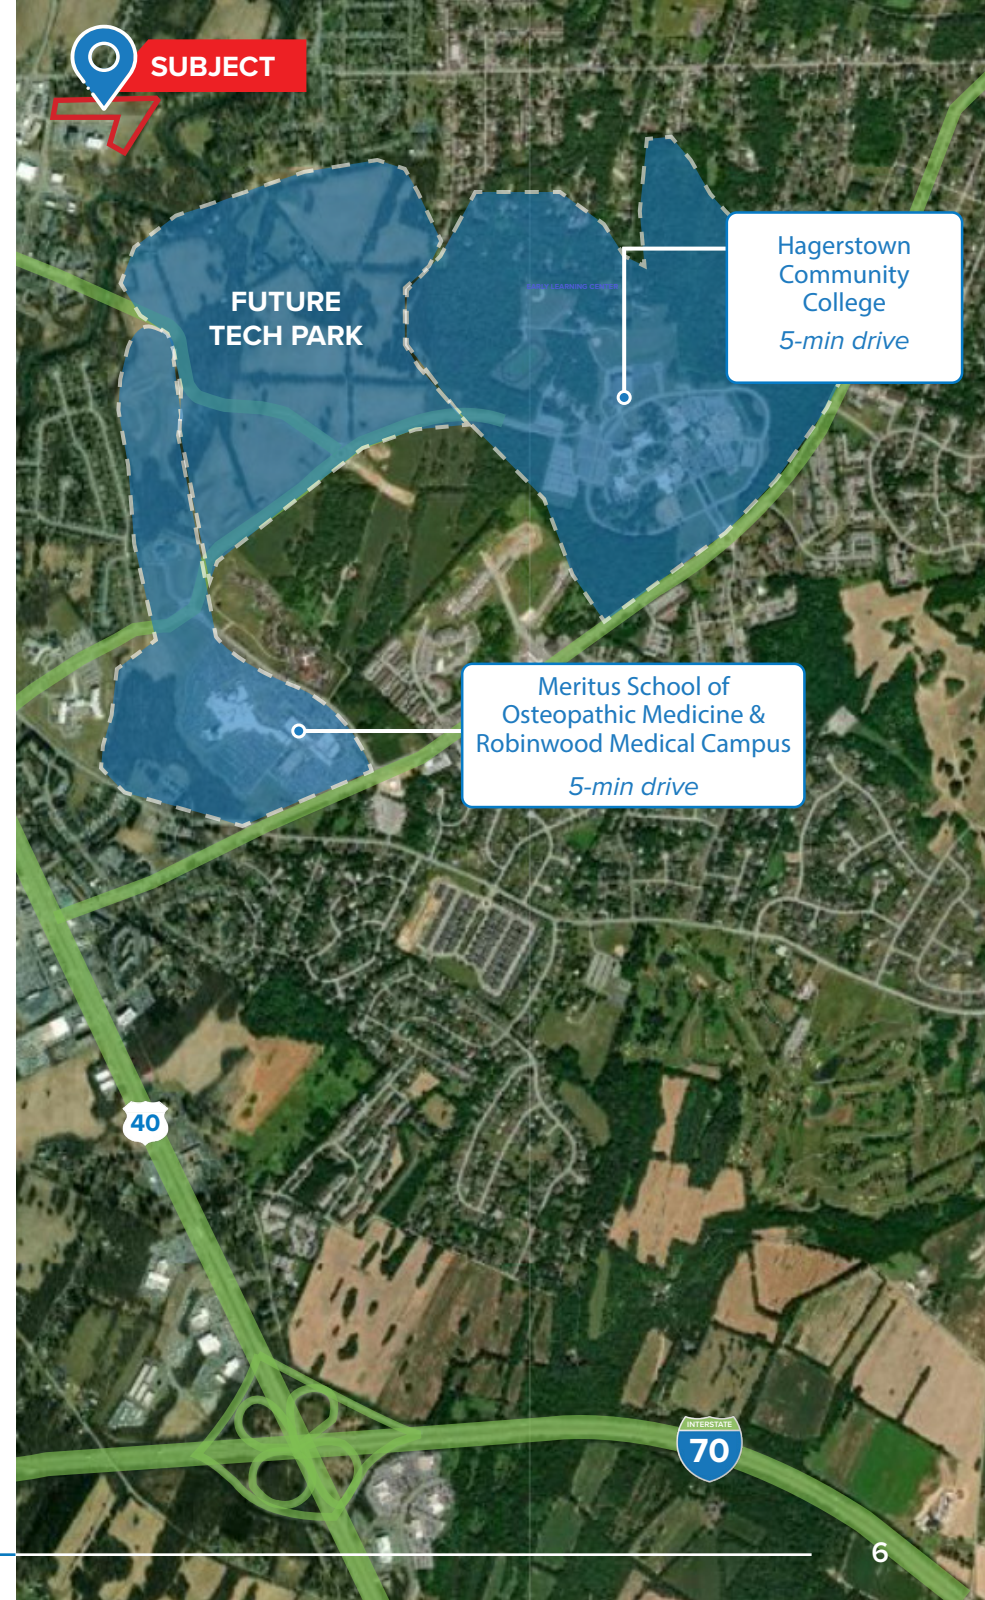 SUBJECT
FUTURE
TECH PARK
Hagerstown
Community
College
5-min drive
Meritus School of
Osteopathic Medicine &
Robinwood Medical Campus
5-min drive
40
INTERSTATE
70
6